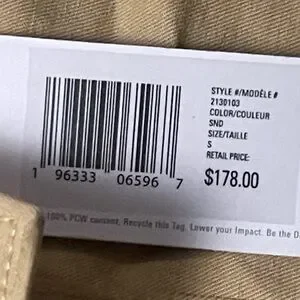 STYLE #/MODÈLE #
2130103
COLOR/COULEUR
SND
SIZE/TAILLE
S
RETAIL PRICE:
$178.00
1 96333 06596 7
100% PCW content. Recycle this Tag. Lower your Impact. Be the D